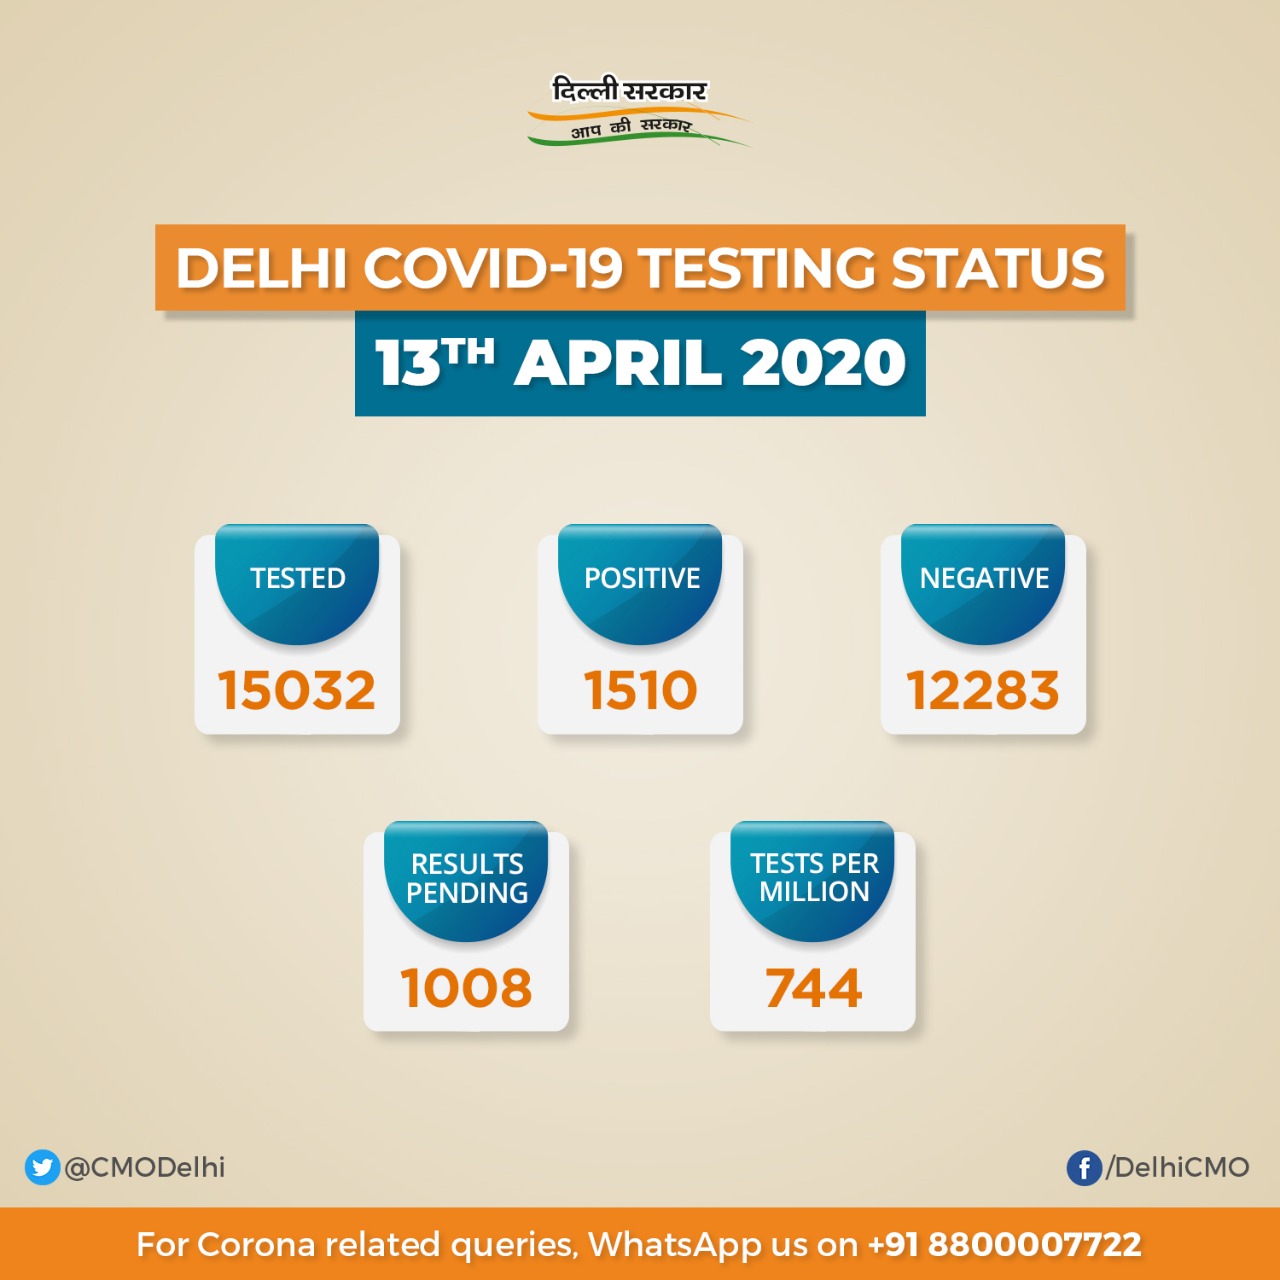 दिल्ली सरकार
आप की सरकार
DELHI COVID-19 TESTING STATUS
13TH APRIL 2020
TESTED
15032
POSITIVE
1510
NEGATIVE
12283
RESULTS
PENDING
1008
TESTS PER
MILLION
744
@CMODelhi
/DelhiCMO
For Corona related queries, WhatsApp us on +91 8800007722